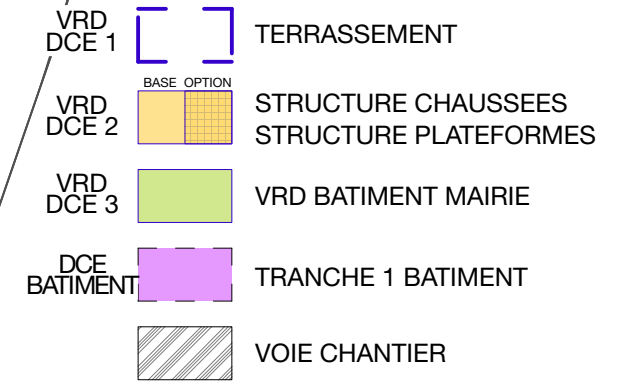 VRD
DCE 1
TERRASSEMENT
BASE OPTION
VRD
DCE 2
STRUCTURE CHAUSSEES
STRUCTURE PLATEFORMES
VRD
DCE 3
VRD BATIMENT MAIRIE
DCE
BATIMENT
TRANCHE 1 BATIMENT
VOIE CHANTIER